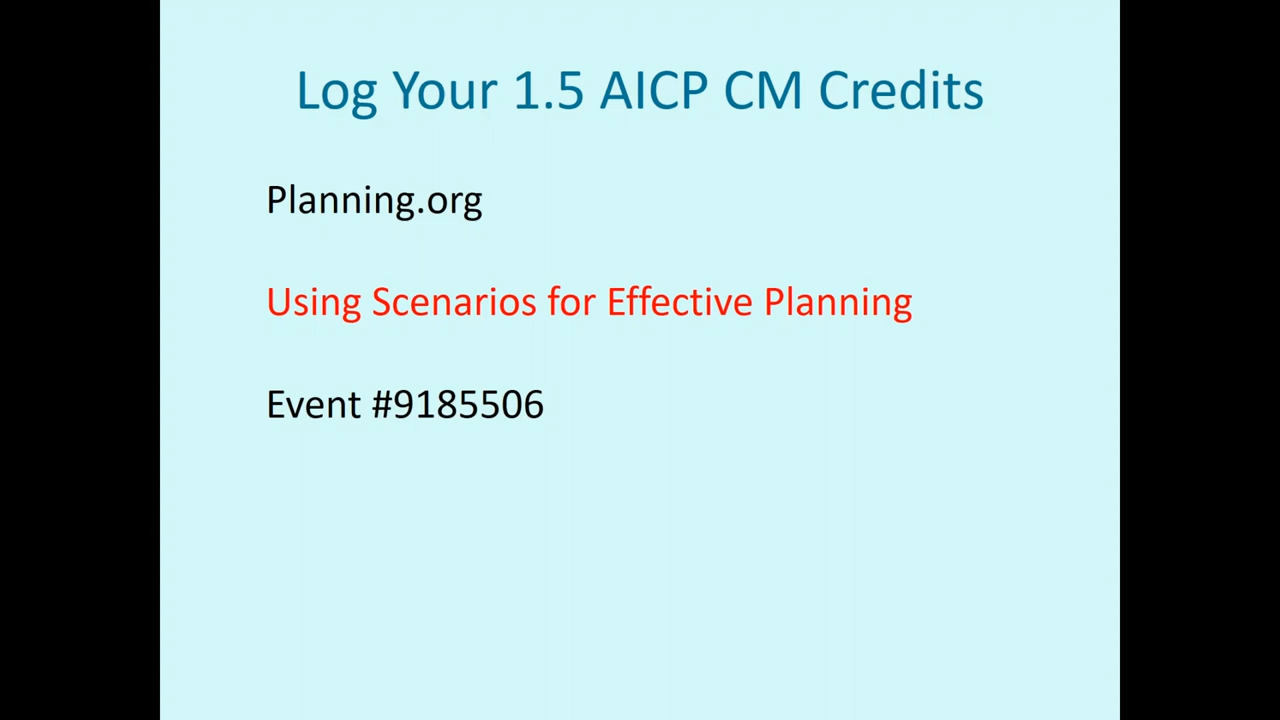 Log Your 1.5 AICP CM Credits
Planning.org
Using Scenarios for Effective Planning
Event #9185506